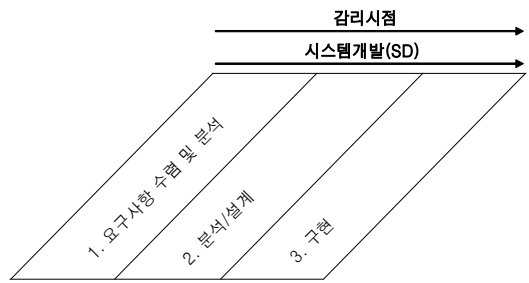 감리시점
시스템개발(SD)
1. 요구사항 수렴 및 분석
2. 분석/설계
3. 구현